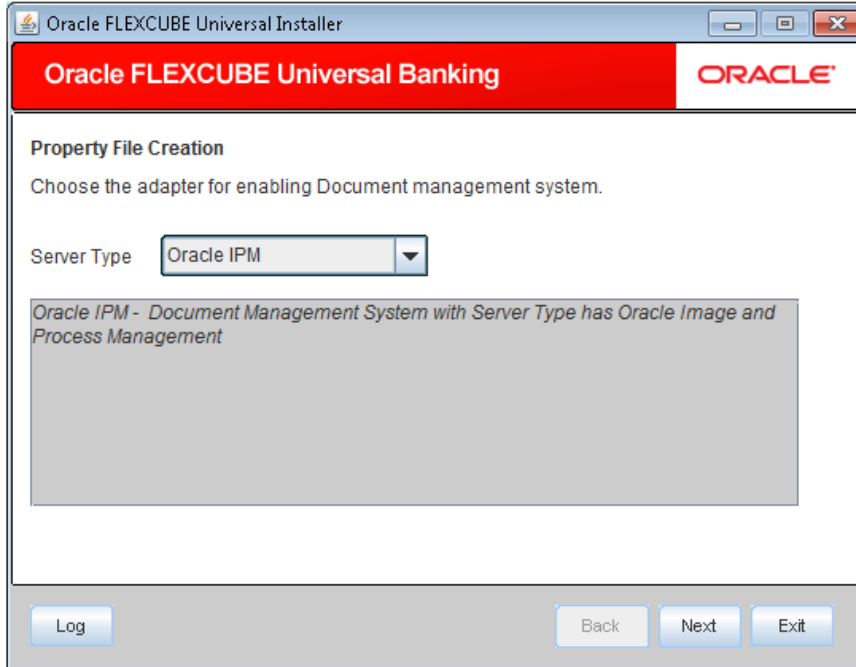 Oracle FLEXCUBE Universal Installer
Oracle FLEXCUBE Universal Banking
ORACLE
Property File Creation
Choose the adapter for enabling Document management system.
Server Type
Oracle IPM
Oracle IPM - Document Management System with Server Type has Oracle Image and
Process Management
Log
Back
Next
Exit